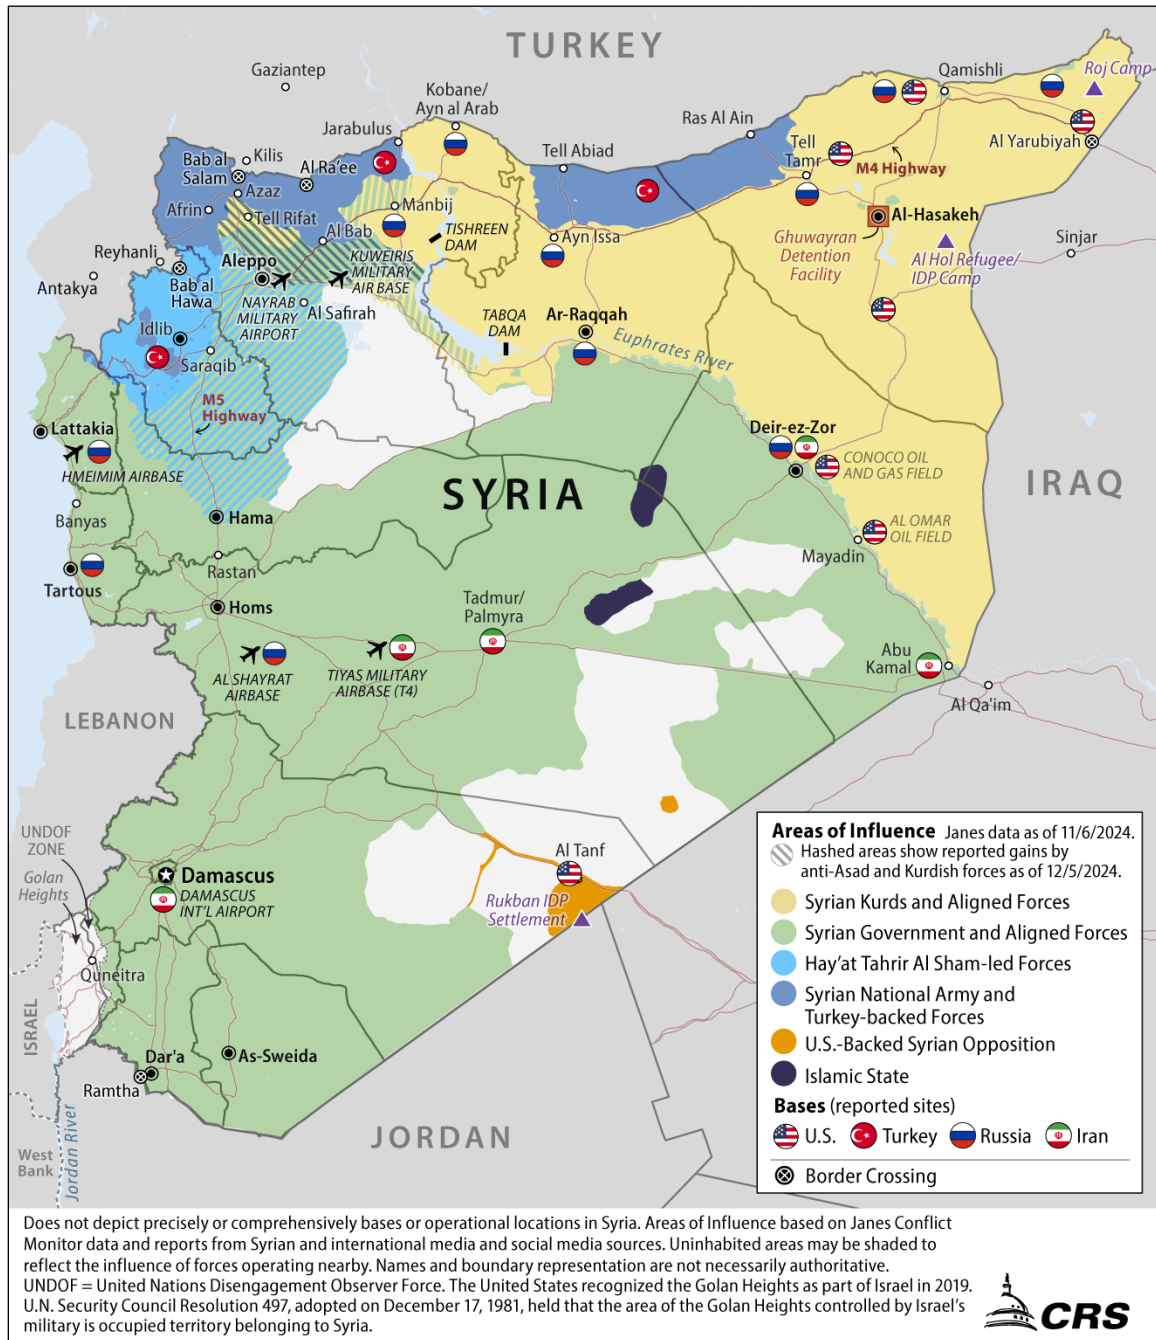 TURKEY
Gaziantep
Kobane/
Ayn al Arab
Qamishli
Roj Camp
Jarabulus
Ras Al Ain
Al Yarubiyah
Bab al
Salam
Kilis
Al Ra'ee
Tell Abiad
Tell
Tamr
M4 Highway
Azaz
Afrin
Tell Rifat
Manbij
Al Bab
TISHREEN
DAM
Ayn Issa
Al-Hasakeh
Ghuwayran
Detention
Facility
Al Hol Refugee/
IDP Camp
Sinjar
Reyhanli
Antakya
Bab al
Hawa
Aleppo
KUWEIRIS
MILITARY
AIR BASE
NAYRAB
MILITARY
AIRPORT
Al Safirah
TABQA
DAM
Ar-Raqqah
Euphrates River
Idlib
Saraqib
M5
Highway
Lattakia
HMEIMIM AIRBASE
Deir-ez-Zor
CONOCO OIL
AND GAS FIELD
SYRIA
IRAQ
Banyas
Hama
AL OMAR
OIL FIELD
Mayadin
Rastan
Tartous
Homs
Tadmur/
Palmyra
AL SHAYRAT
AIRBASE
TIYAS MILITARY
AIRBASE (T4)
Abu
Kamal
Al Qa'im
LEBANON
UNDOF
ZONE
Golan
Heights
Damascus
DAMASCUS
INT'L AIRPORT
Al Tanf
Rukban IDP
Settlement
Quneitra
ISRAEL
Dar'a
As-Sweida
Ramtha
West
Bank
Jordan River
JORDAN
Areas of Influence Janes data as of 11/6/2024.
Hashed areas show reported gains by
anti-Asad and Kurdish forces as of 12/5/2024.
Syrian Kurds and Aligned Forces
Syrian Government and Aligned Forces
Hay'at Tahrir Al Sham-led Forces
Syrian National Army and
Turkey-backed Forces
U.S.-Backed Syrian Opposition
Islamic State
Bases (reported sites)
U.S. Turkey Russia Iran
Border Crossing
Does not depict precisely or comprehensively bases or operational locations in Syria. Areas of Influence based on Janes Conflict
Monitor data and reports from Syrian and international media and social media sources. Uninhabited areas may be shaded to
reflect the influence of forces operating nearby. Names and boundary representation are not necessarily authoritative.
UNDOF = United Nations Disengagement Observer Force. The United States recognized the Golan Heights as part of Israel in 2019.
U.N. Security Council Resolution 497, adopted on December 17, 1981, held that the area of the Golan Heights controlled by Israel's
military is occupied territory belonging to Syria.
CRS